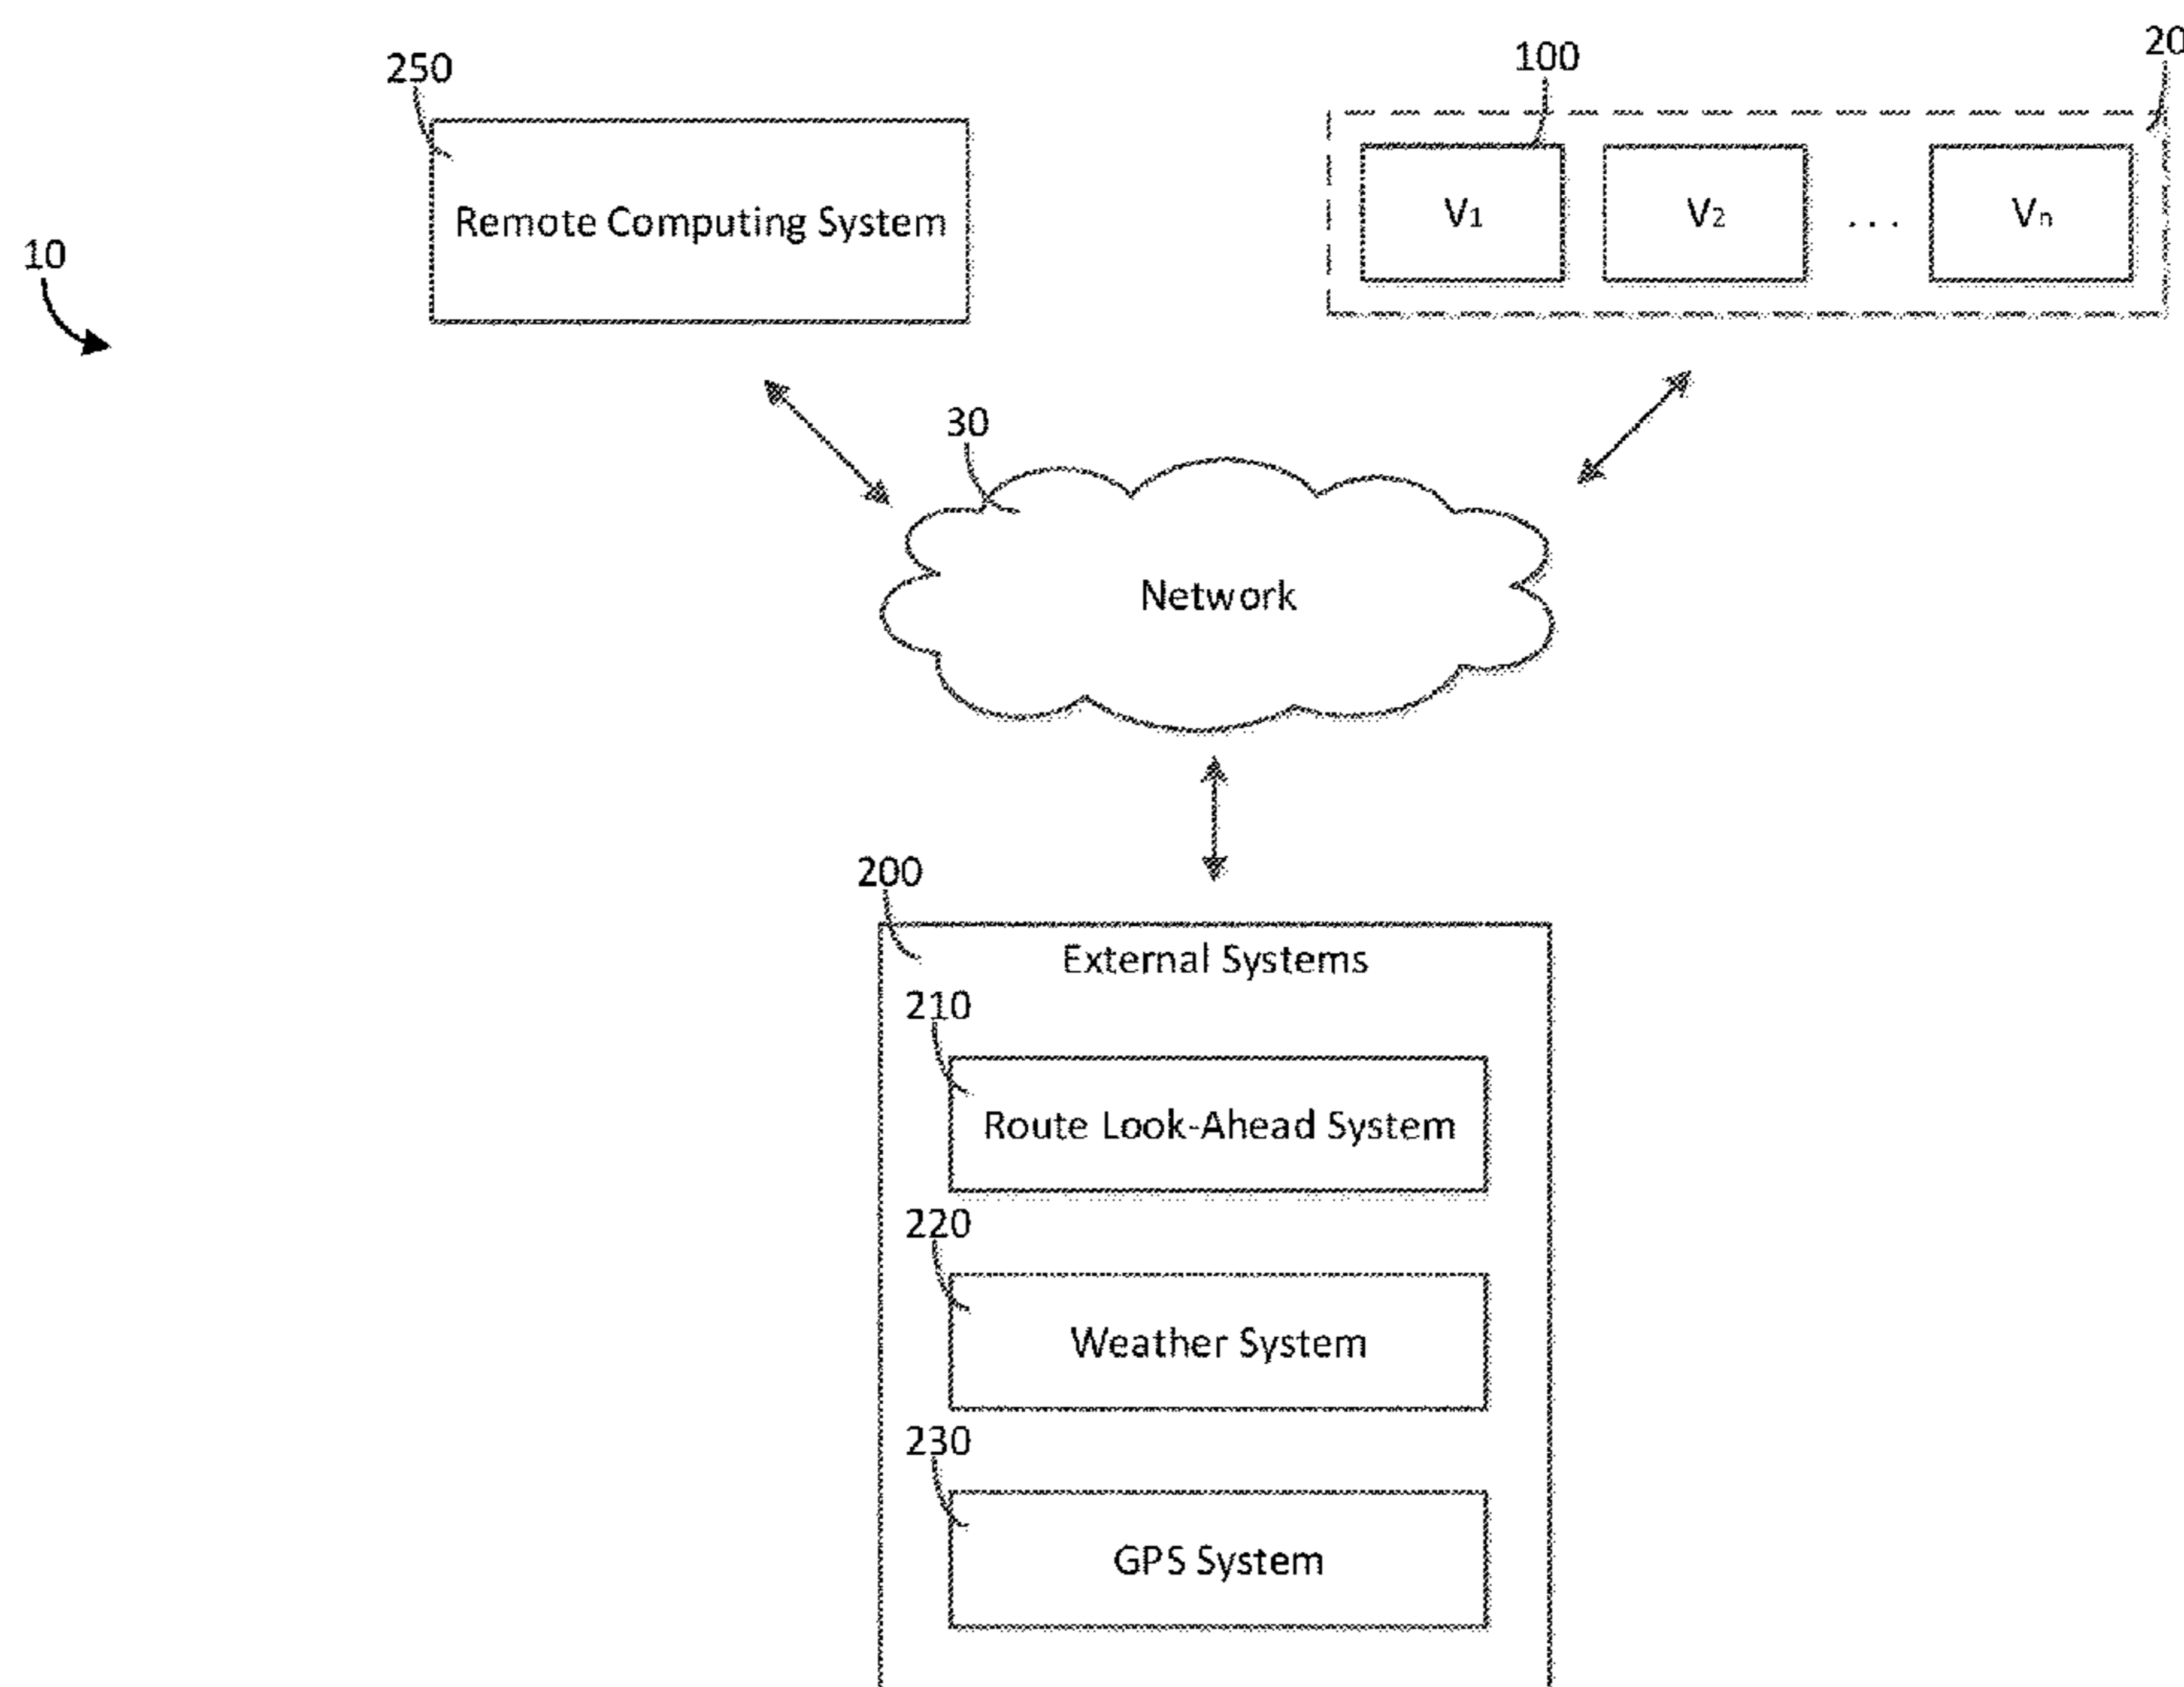 250
100
20
Remote Computing System
V1
V2
...
Vn
10
30
Network
200
External Systems
210
Route Look-Ahead System
220
Weather System
230
GPS System